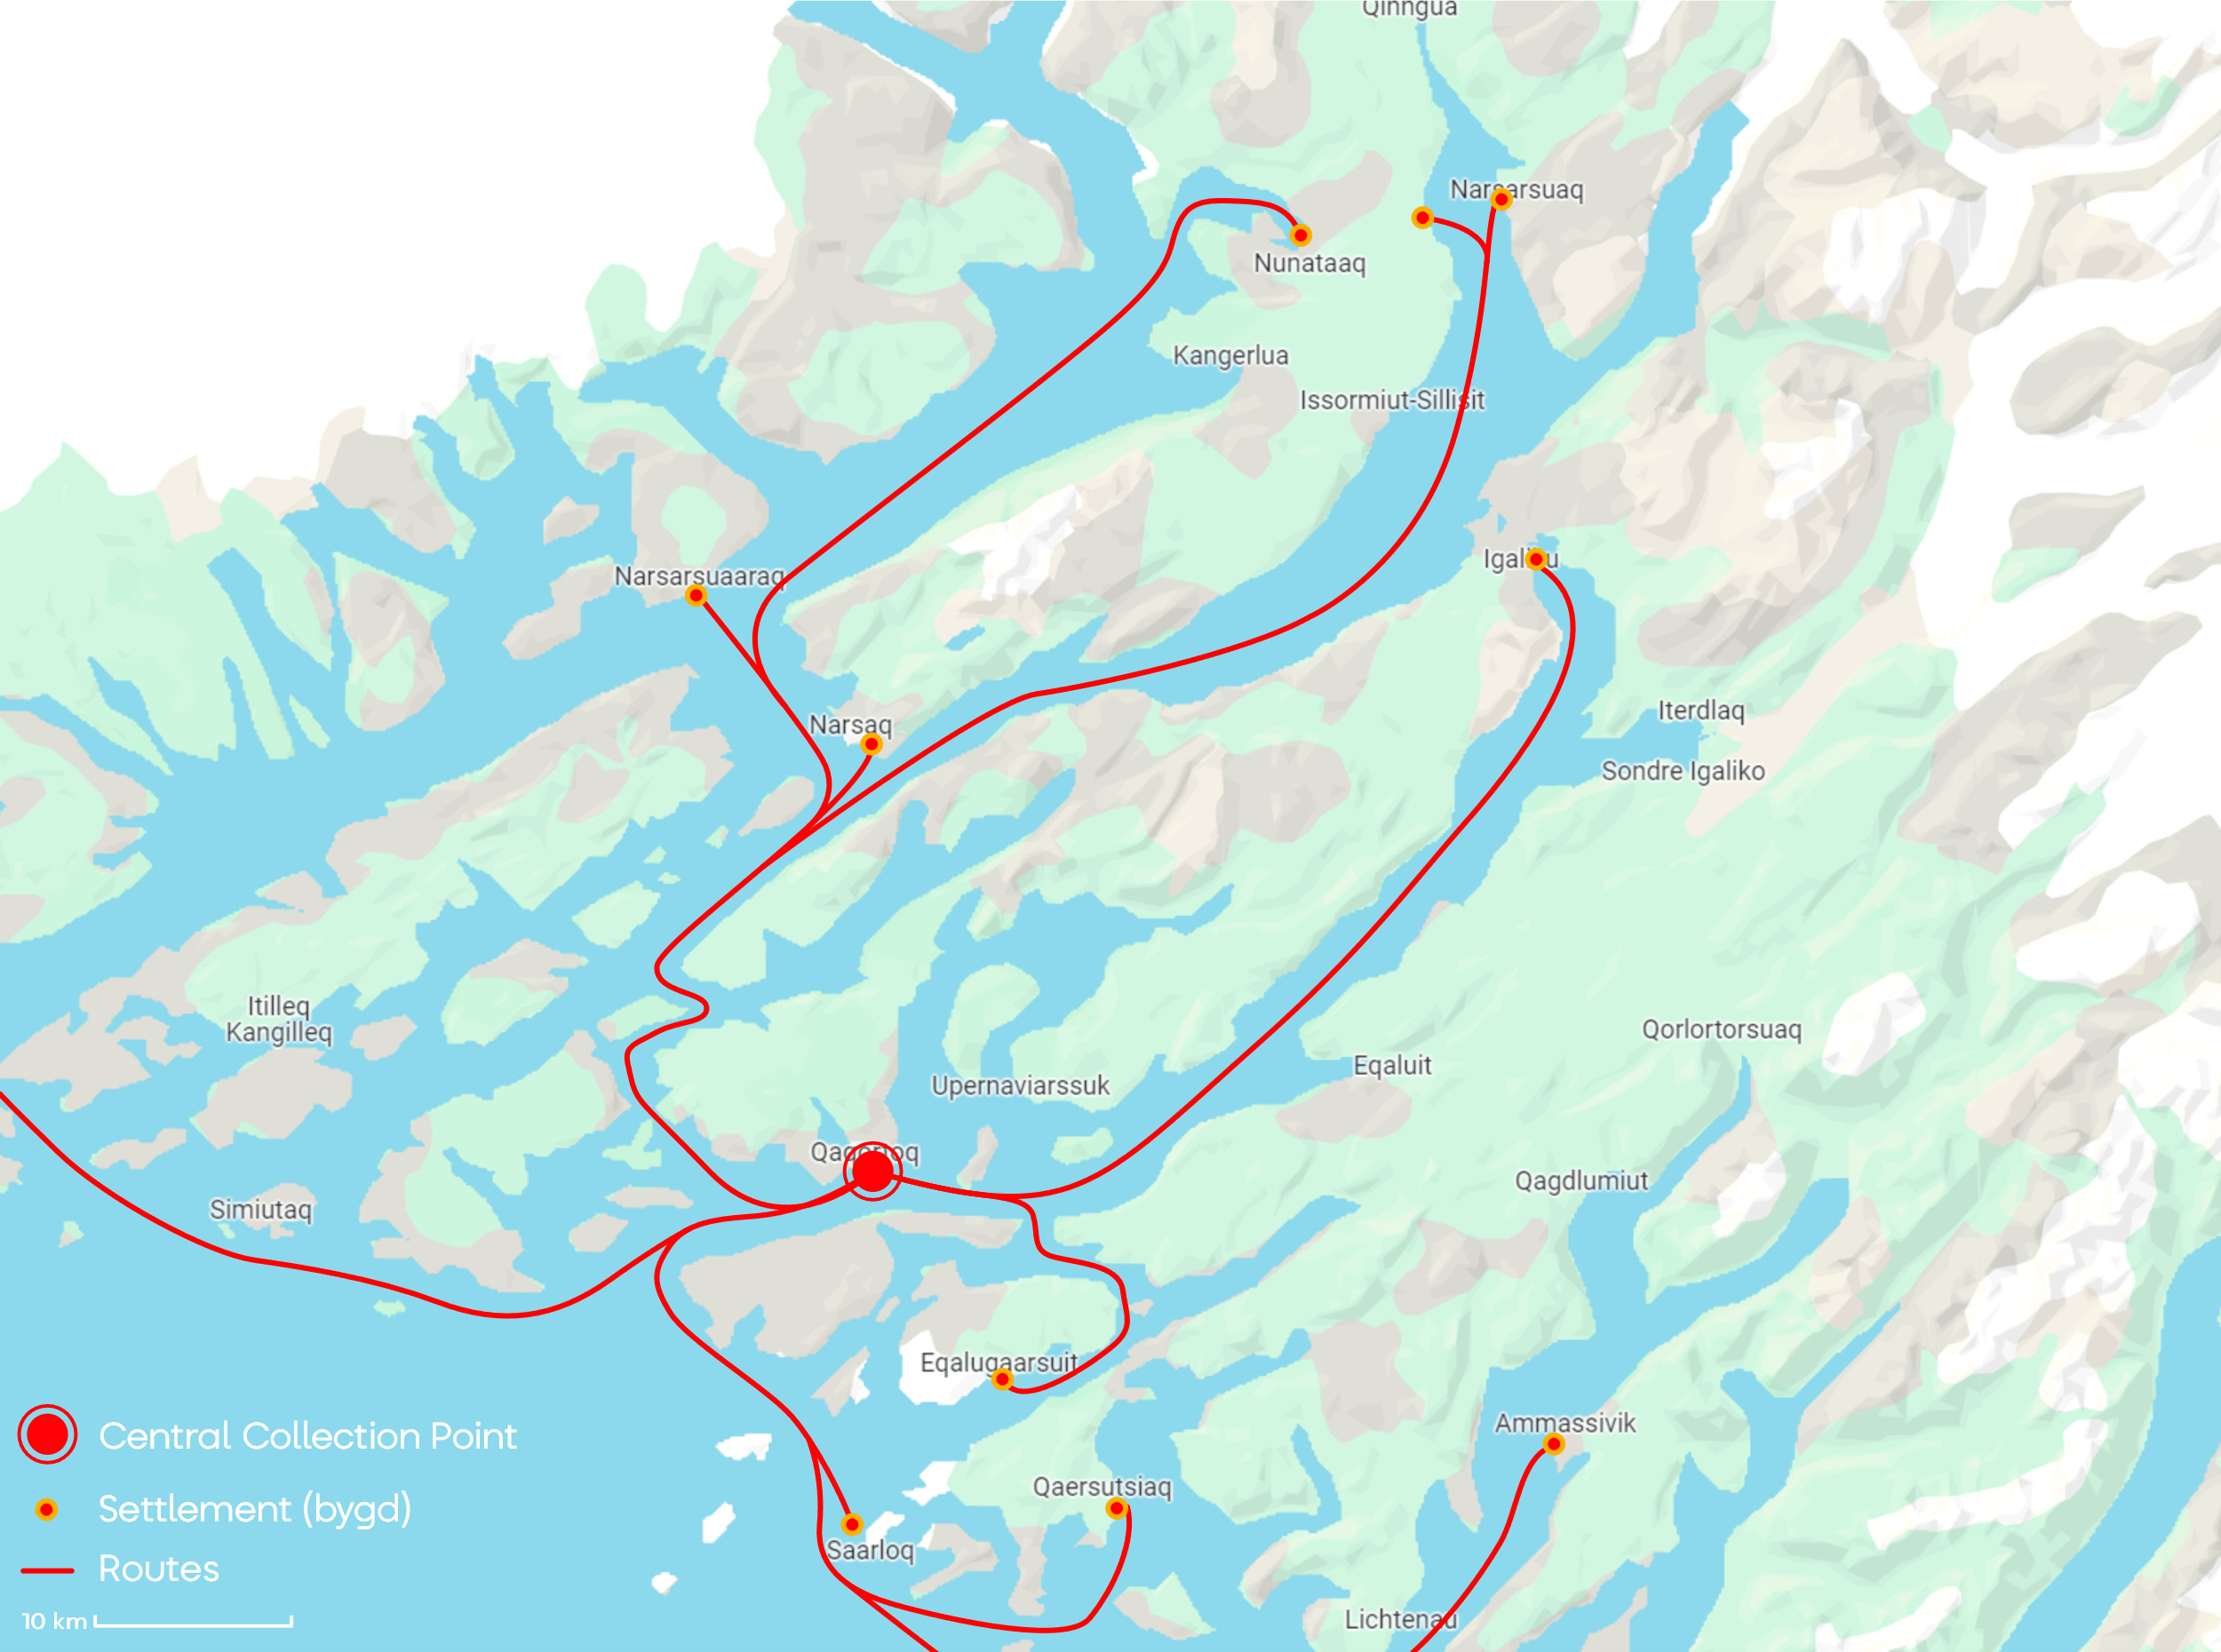 Qinngua
Narsarsuaq
Nunataaq
Kangerlua
Issormiut-Sillisit
Igaliku
Narsarsuaaraq
Iterdlaq
Narsaq
Sondre Igaliko
Itilleq
Kangilleq
Qorlortorsuaq
Eqaluit
Upernaviarssuk
Qaqortoq
Qagdlumiut
Simiutaq
Eqalugaarsuit
Ammassivik
Central Collection Point
Qaersutsiaq
Settlement (bygd)
Saarloq
Routes
10 km
Lichtenau